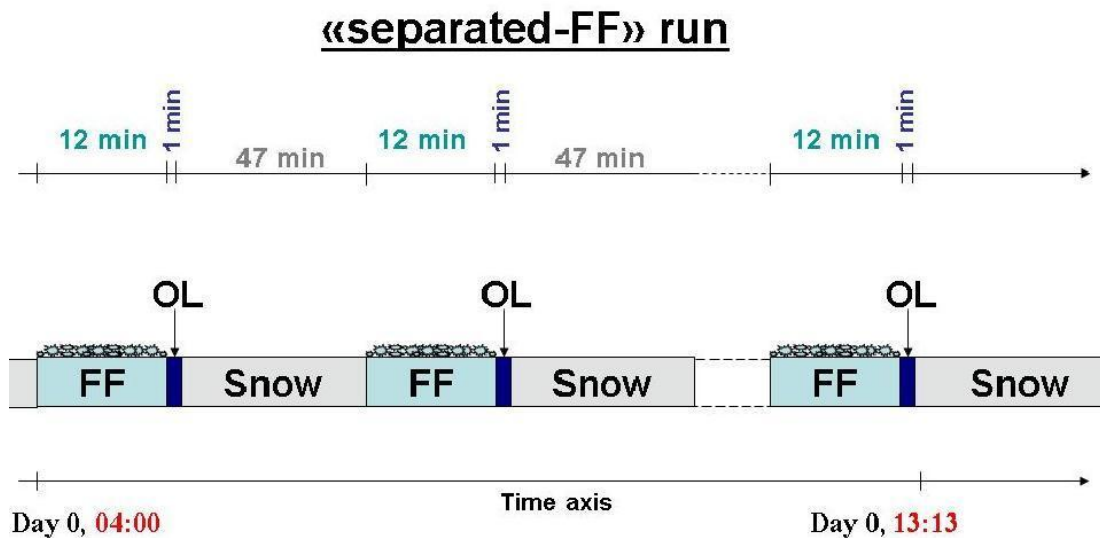 «separated-FF» run
12 min
1 min
47 min
12 min
1 min
47 min
12 min
1 min
OL
OL
OL
FF
Snow
FF
Snow
FF
Snow
Time axis
Day 0, 04:00
Day 0, 13:13